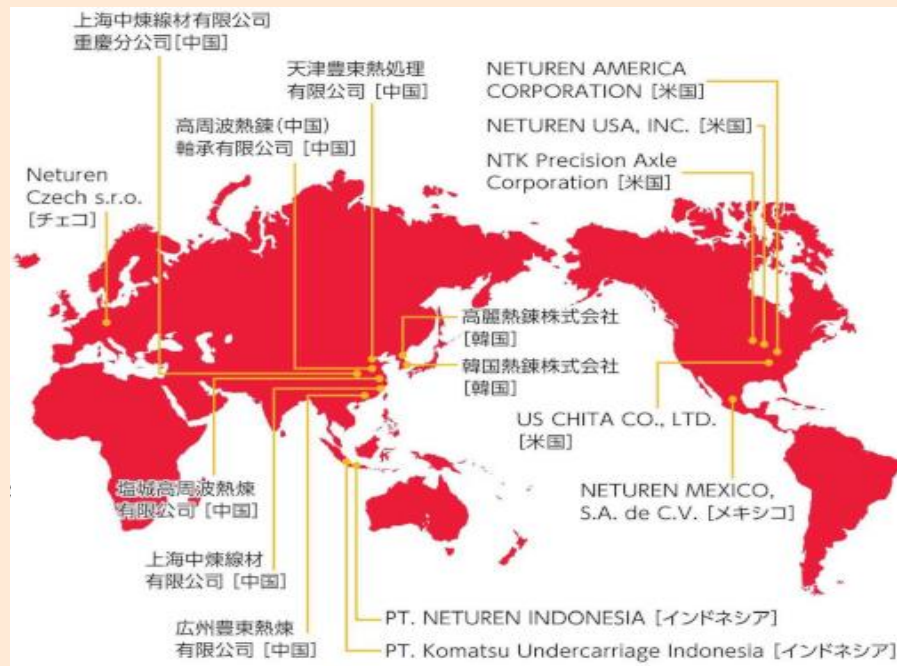 上海中煉線材有限公司
重慶分公司[中国]
天津豊東熱処理
有限公司 [中国]
NETUREN AMERICA
CORPORATION [米国]
高周波熱錬(中国)
軸承有限公司 [中国]
NETUREN USA, INC. [米国]
NTK Precision Axle
Corporation [米国]
Neturen
Czech s.r.o.
[チェコ]
高麗熱錬株式会社
[韓国]
韓国熱錬株式会社
[韓国]
US CHITA CO., LTD.
[米国]
塩城高周波熱煉
有限公司 [中国]
NETUREN MEXICO,
S.A. de C.V. [メキシコ]
上海中煉線材
有限公司 [中国]
広州豊東熱煉
有限公司 [中国]
PT. NETUREN INDONESIA [インドネシア]
PT. Komatsu Undercarriage Indonesia [インドネシア]